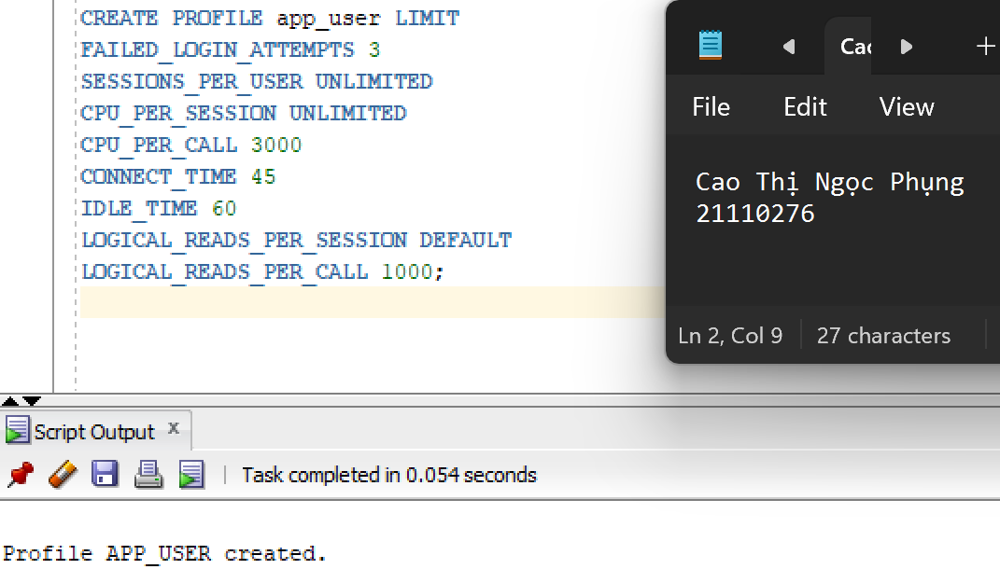 CREATE PROFILE app_user LIMIT
FAILED_LOGIN_ATTEMPTS 3
SESSIONS_PER_USER UNLIMITED
CPU_PER_SESSION UNLIMITED
CPU_PER_CALL 3000
CONNECT_TIME 45
IDLE_TIME 60
LOGICAL_READS_PER_SESSION DEFAULT
LOGICAL_READS_PER_CALL 1000;
Cao
File Edit View
Cao Thị Ngọc Phụng
21110276
Ln 2, Col 9 27 characters
Script Output x
Task completed in 0.054 seconds
Profile APP_USER created.